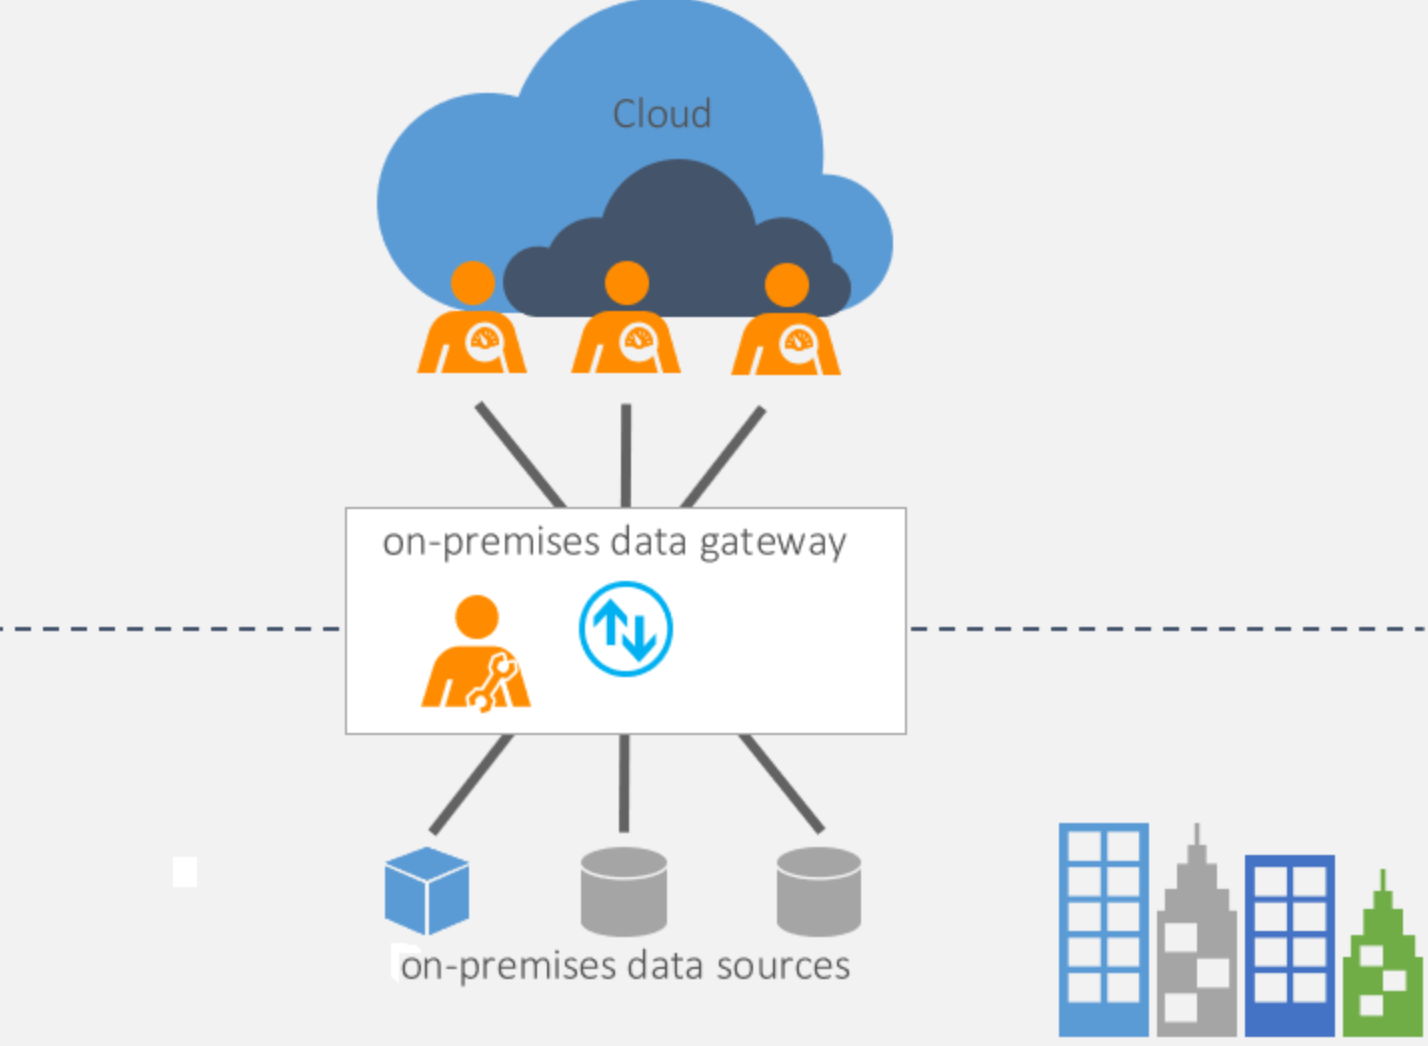 Cloud
on-premises data gateway
on-premises data sources